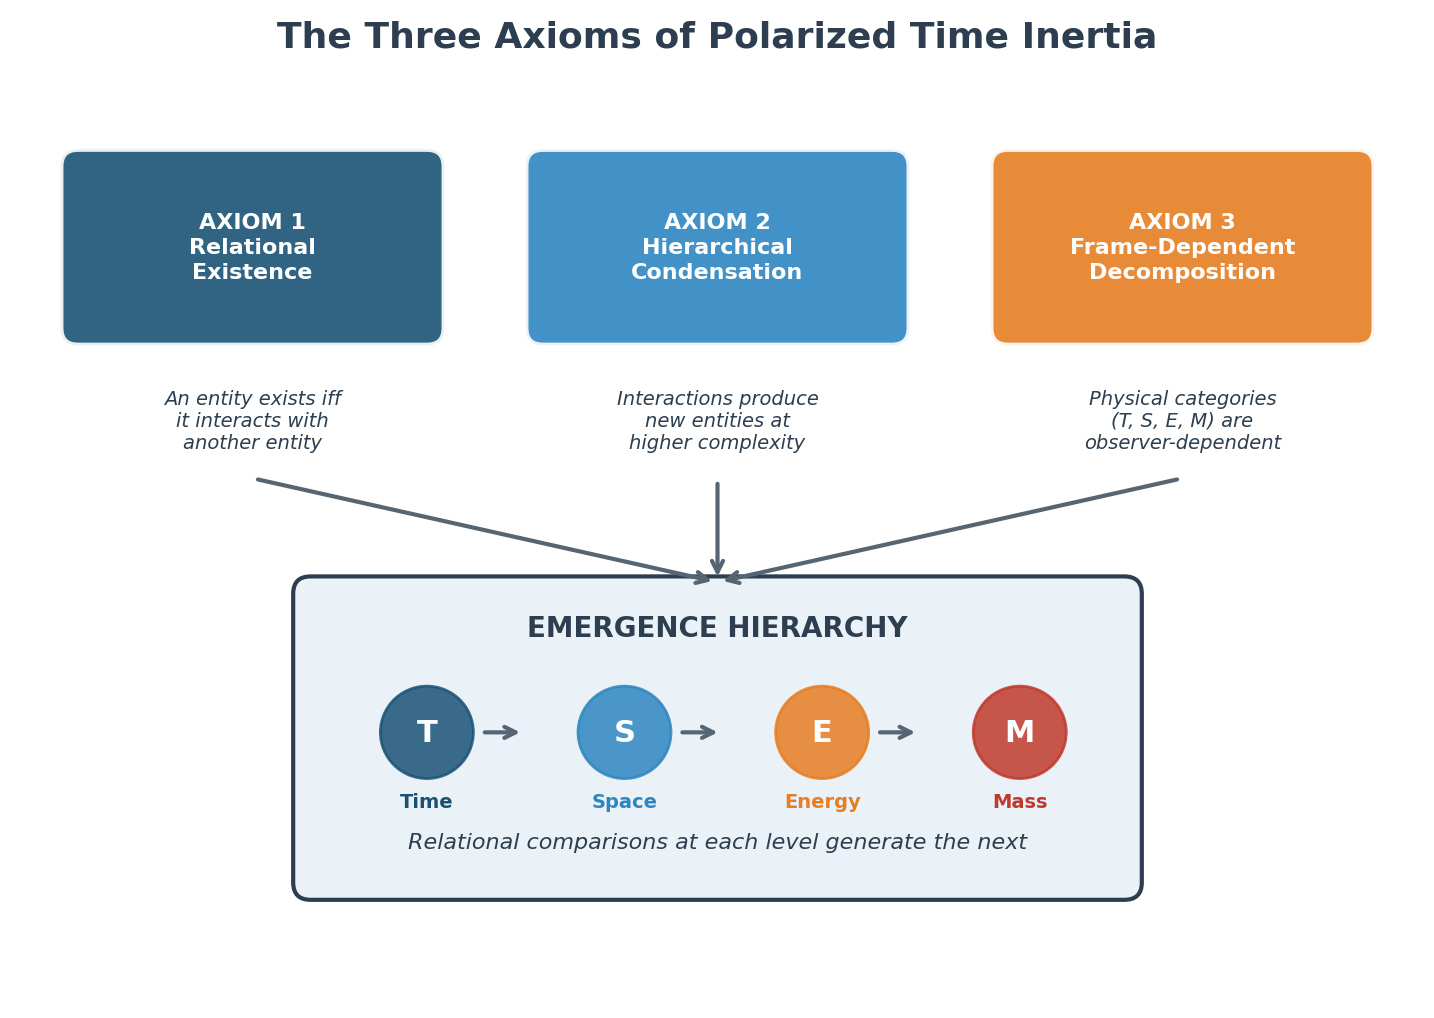 The Three Axioms of Polarized Time Inertia
AXIOM 1
Relational
Existence
AXIOM 2
Hierarchical
Condensation
AXIOM 3
Frame-Dependent
Decomposition
An entity exists iff
it interacts with
another entity
Interactions produce
new entities at
higher complexity
Physical categories
(T, S, E, M) are
observer-dependent
EMERGENCE HIERARCHY
T
S
E
M
Time
Space
Energy
Mass
Relational comparisons at each level generate the next